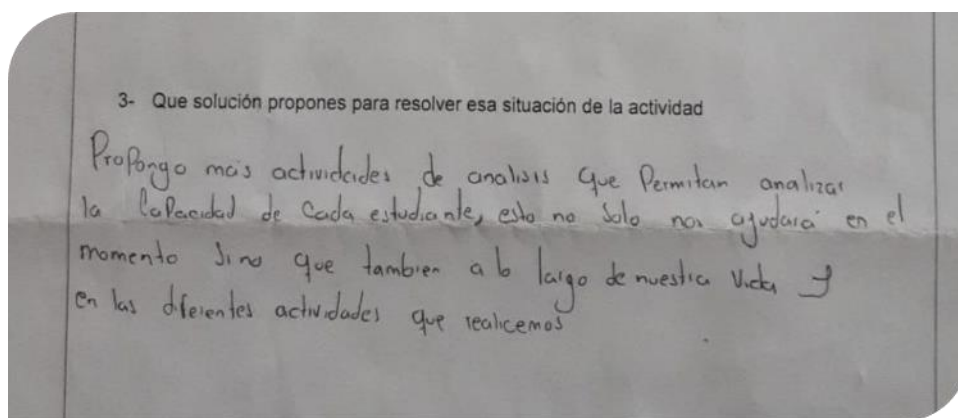 3- Que solución propones para resolver esa situación de la actividad
Propongo más actividades de analisis que Permitan analizar
la Capacidad de Cada estudiante, esto no Solo nos ayudará en el
momento Sino que tambien a lo largo de nuestra Vida y
en las diferentes actividades que realicemos